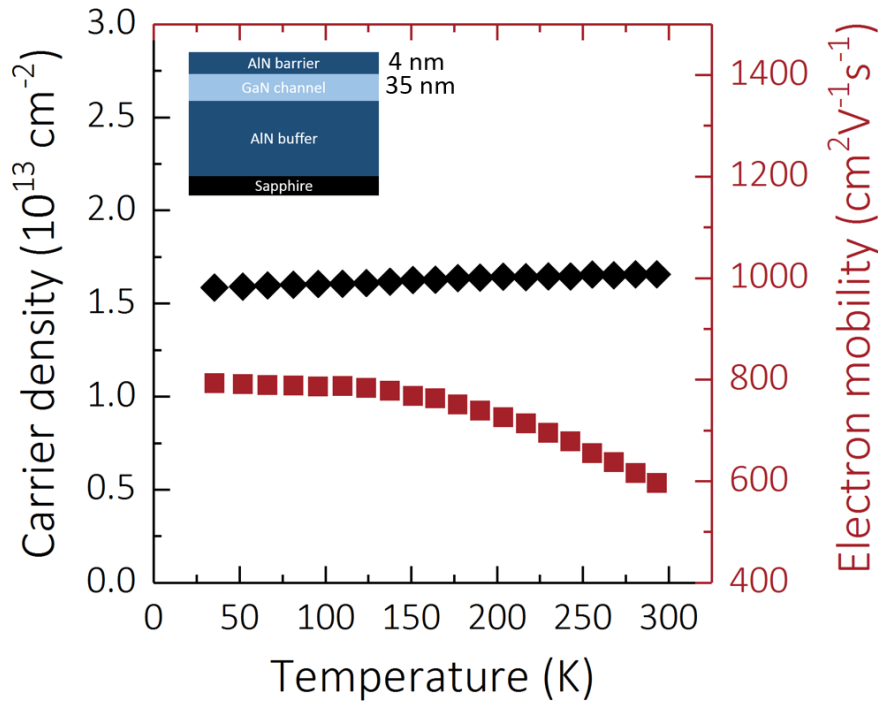 3.0
2.5
2.0
1.5
1.0
0.5
0.0
Carrier density (10¹³ cm⁻²)
AlN barrier
4 nm
GaN channel
35 nm
AlN buffer
Sapphire
1400
1200
1000
800
600
400
Electron mobility (cm²V⁻¹s⁻¹)
0 50 100 150 200 250 300
Temperature (K)